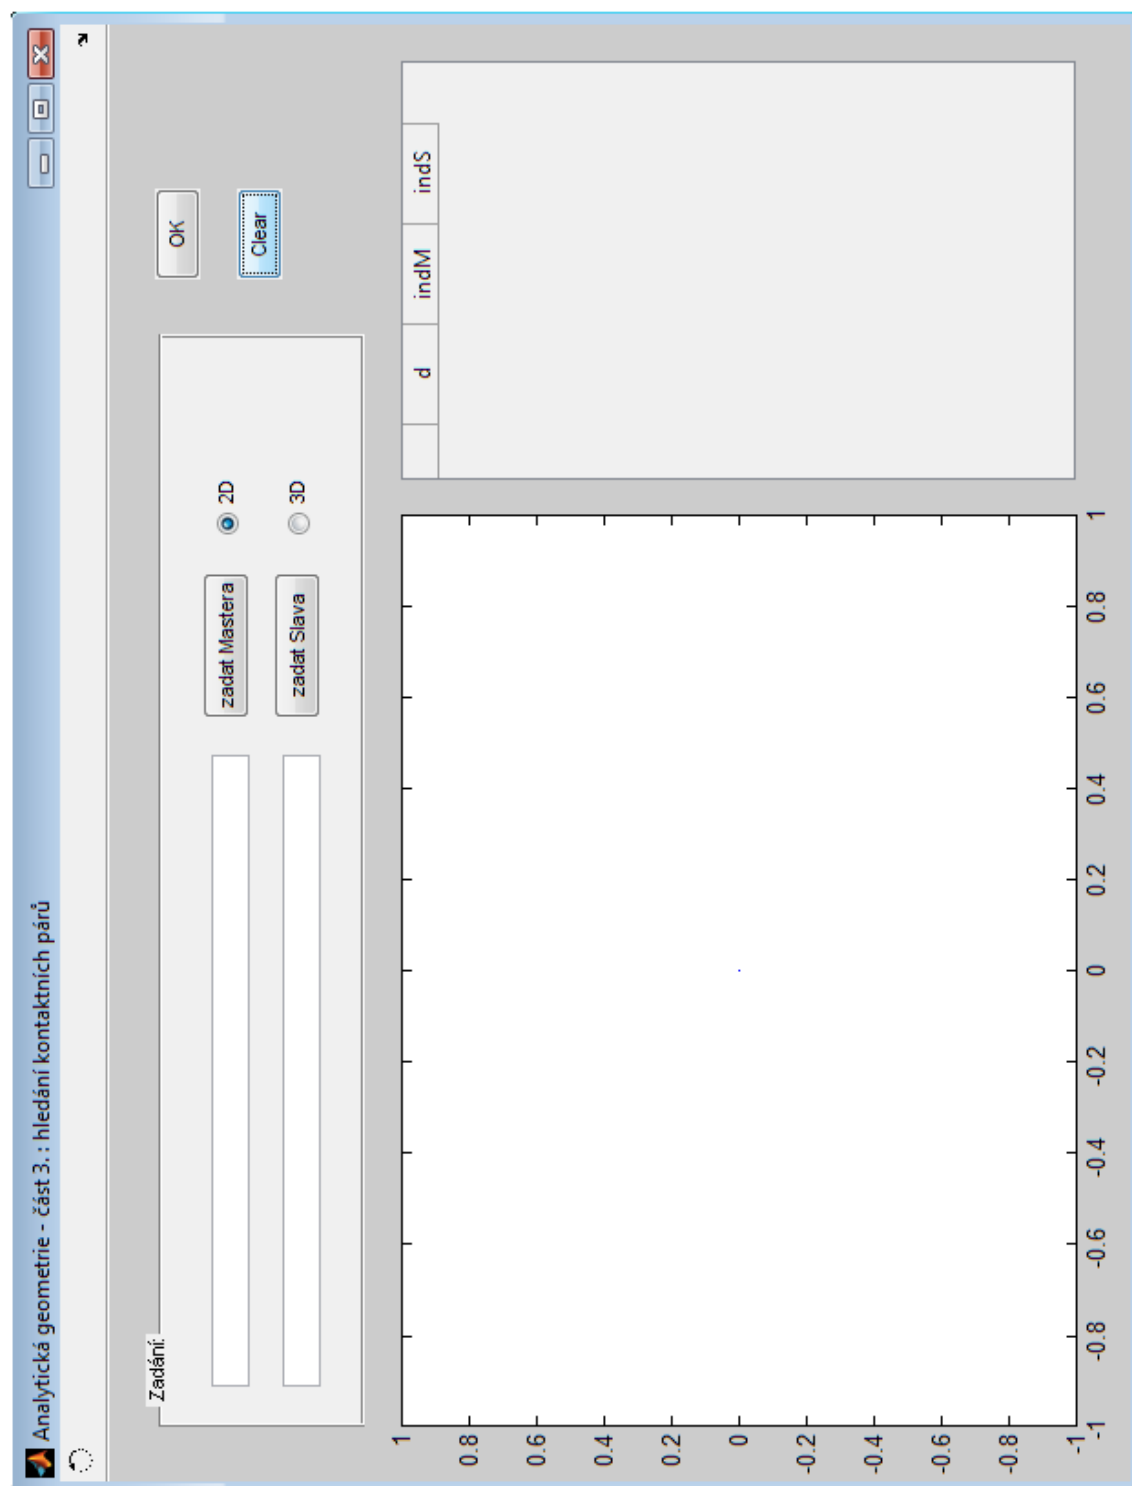 Analytická geometrie - část 3. : hledání kontaktních párů
Zadání:
zadat Mastera
2D
OK
zadat Slava
3D
Clear
d
indM
indS
1
0.8
0.6
0.4
0.2
0
-0.2
-0.4
-0.6
-0.8
-1
-1
-0.8
-0.6
-0.4
-0.2
0
0.2
0.4
0.6
0.8
1